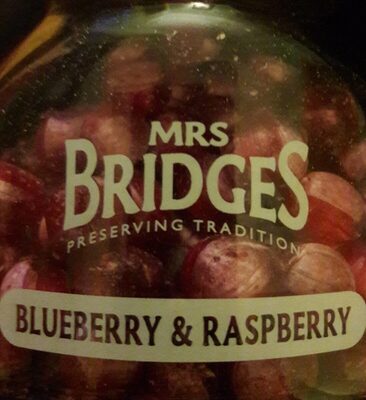 MRS
BRIDGES
PRESERVING TRADITION
BLUEBERRY & RASPBERRY